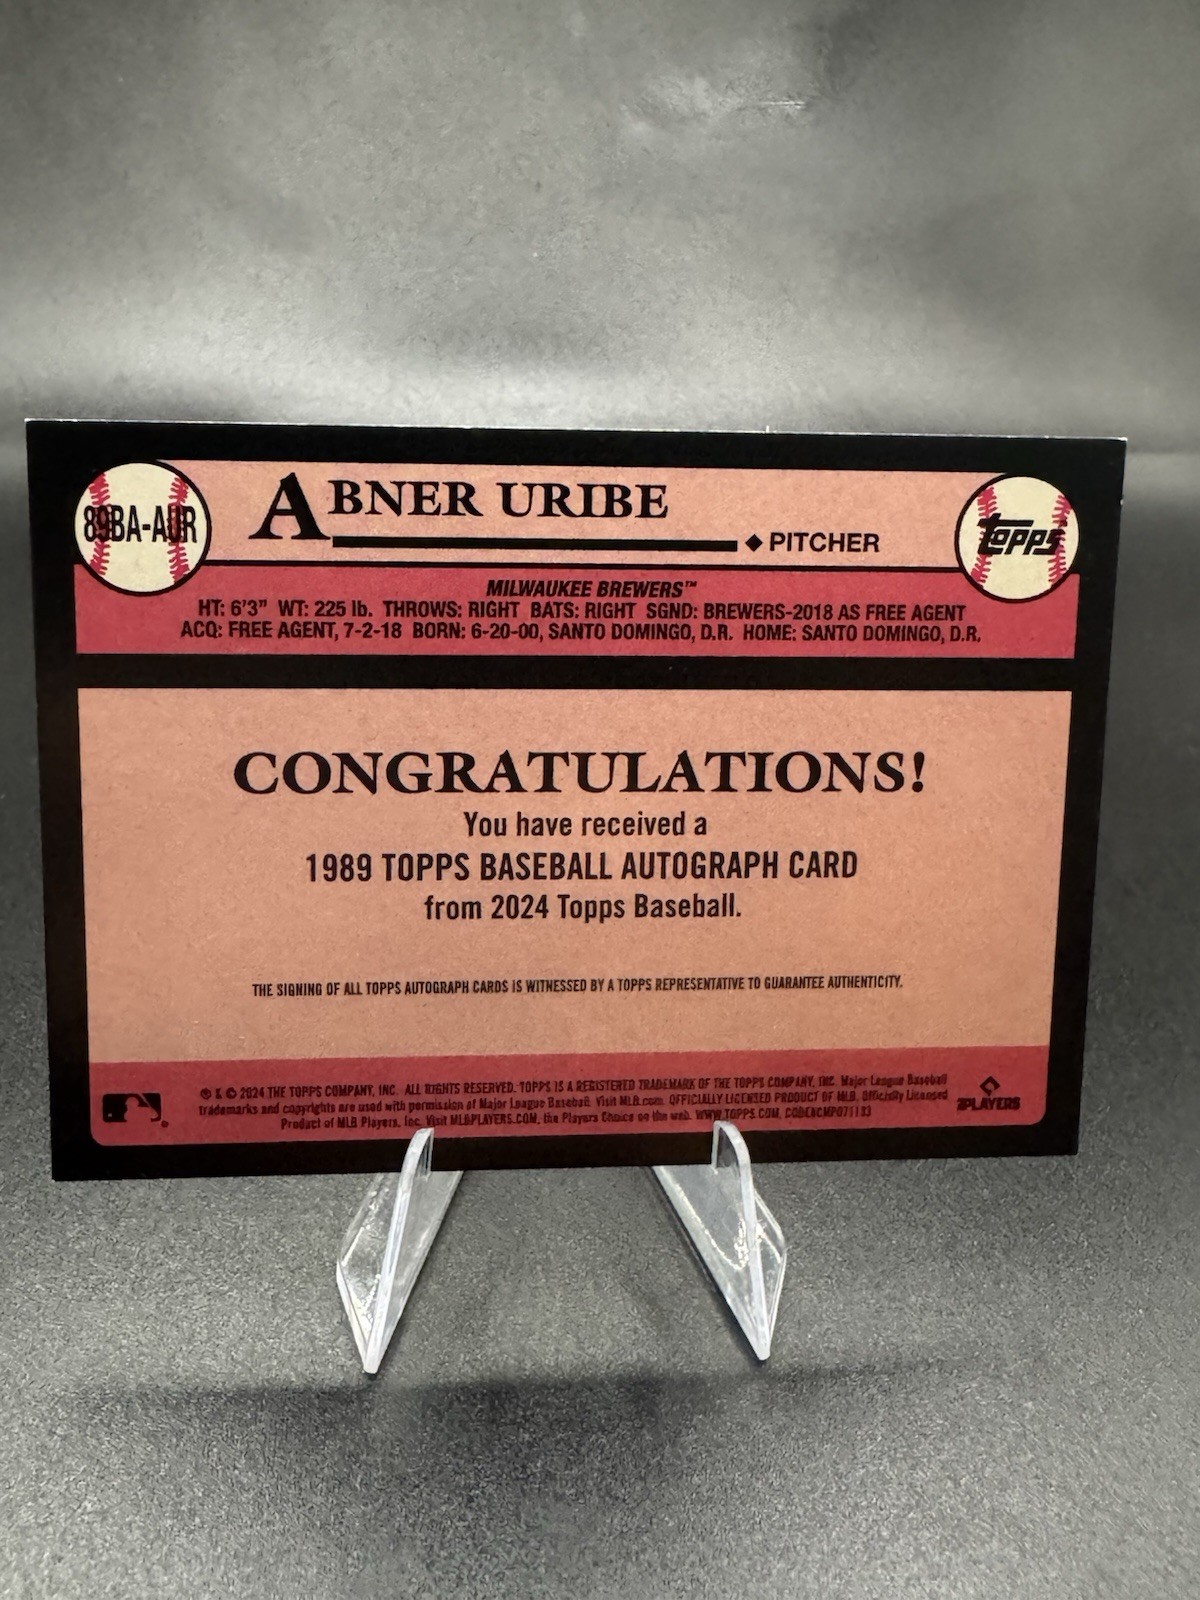 89BA-AUR
ABNER URIBE
◆ PITCHER
Topps
MILWAUKEE BREWERS™
HT: 6'3" WT: 225 lb. THROWS: RIGHT BATS: RIGHT SGND: BREWERS-2018 AS FREE AGENT
ACQ: FREE AGENT, 7-2-18 BORN: 6-20-00, SANTO DOMINGO, D.R. HOME: SANTO DOMINGO, D.R.
CONGRATULATIONS!
You have received a
1989 TOPPS BASEBALL AUTOGRAPH CARD
from 2024 Topps Baseball.
THE SIGNING OF ALL TOPPS AUTOGRAPH CARDS IS WITNESSED BY A TOPPS REPRESENTATIVE TO GUARANTEE AUTHENTICITY.
® & © 2024 THE TOPPS COMPANY, INC. ALL RIGHTS RESERVED. TOPPS IS A REGISTERED TRADEMARK OF THE TOPPS COMPANY, INC. Major League Baseball
trademarks and copyrights are used with permission of Major League Baseball. Visit MLB.com. OFFICIALLY LICENSED PRODUCT OF MLB. Officially Licensed
Product of MLB Players, Inc. Visit MLBPLAYERS.COM, the Players Choice on the web. WWW.TOPPS.COM.
PLAYERS